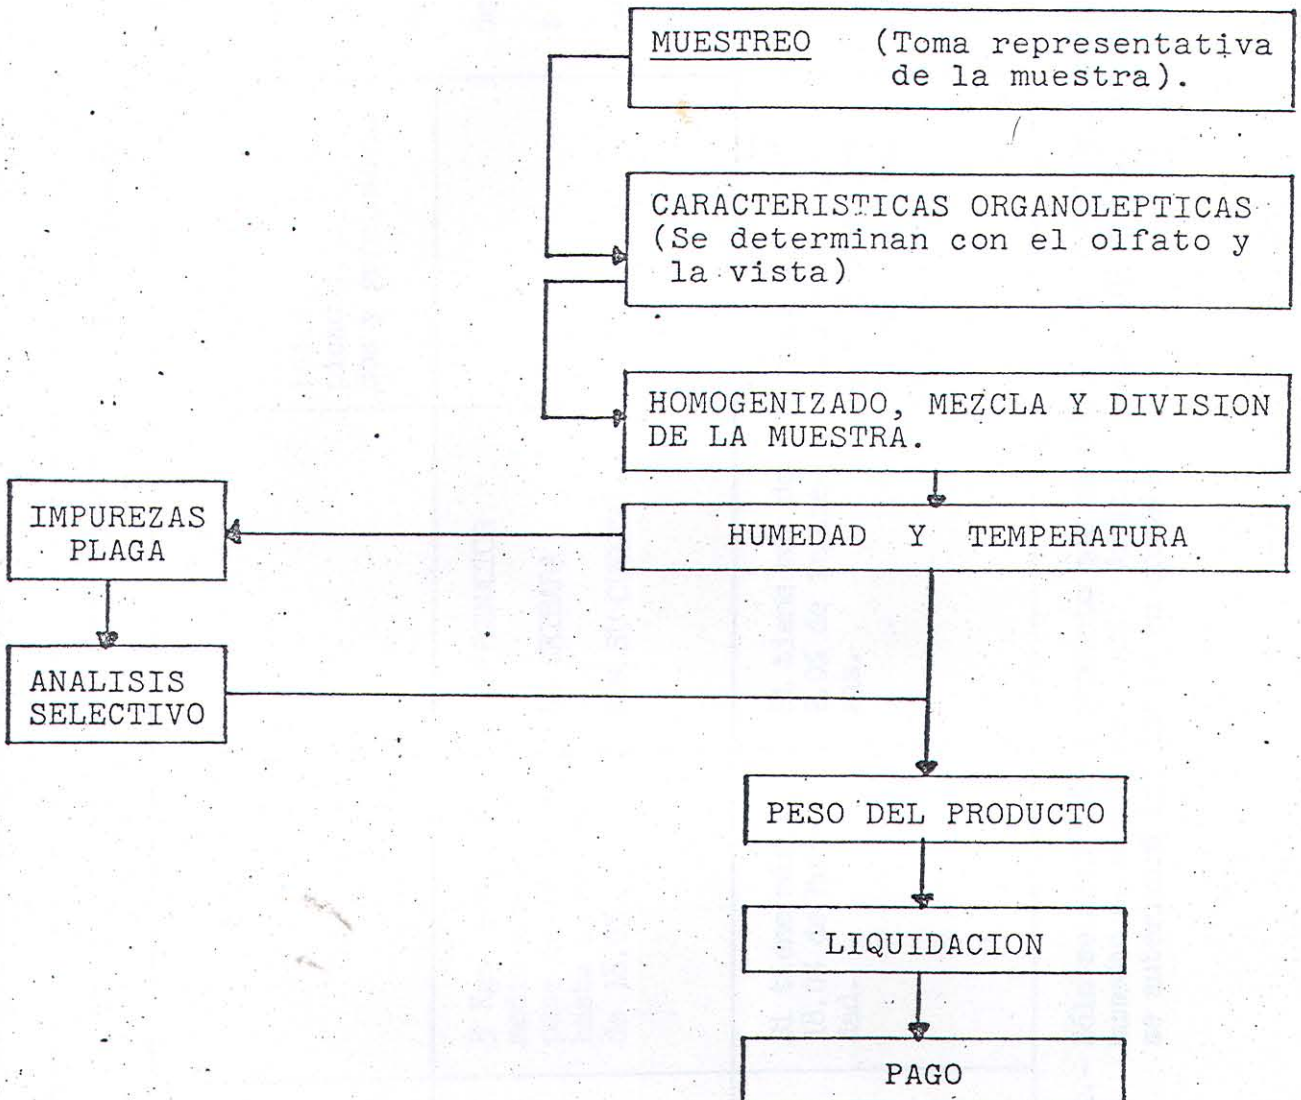 MUESTREO (Toma representativa
de la muestra).
CARACTERISTICAS ORGANOLEPTICAS
(Se determinan con el olfato y
la vista)
HOMOGENIZADO, MEZCLA Y DIVISION
DE LA MUESTRA.
HUMEDAD Y TEMPERATURA
IMPUREZAS
PLAGA
ANALISIS
SELECTIVO
PESO DEL PRODUCTO
LIQUIDACION
PAGO